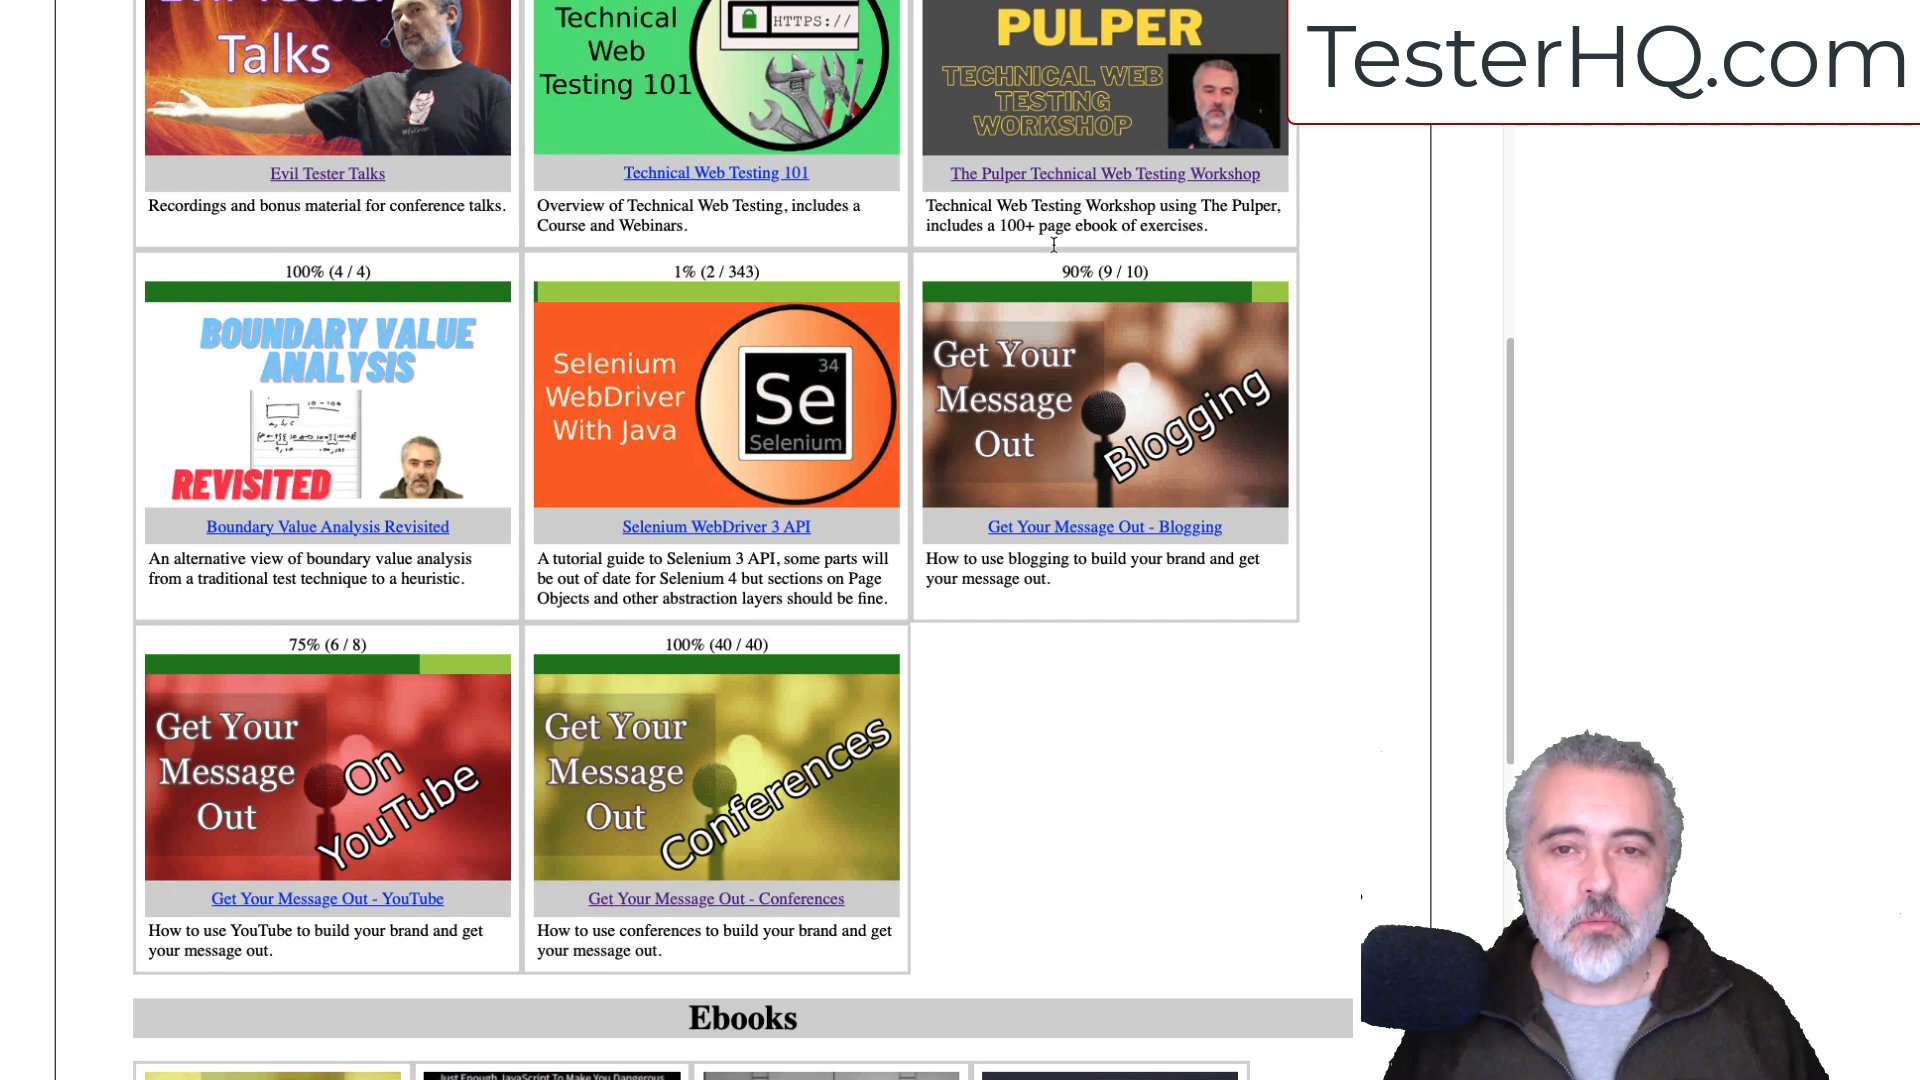 TesterHQ.com
Talks
Technical
Web
Testing 101
HTTPS://
PULPER
TECHNICAL WEB
TESTING
WORKSHOP
Evil Tester Talks
Technical Web Testing 101
The Pulper Technical Web Testing Workshop
Recordings and bonus material for conference talks.
Overview of Technical Web Testing, includes a
Course and Webinars.
Technical Web Testing Workshop using The Pulper,
includes a 100+ page ebook of exercises.
100% (4 / 4)
1% (2 / 343)
90% (9 / 10)
BOUNDARY VALUE
ANALYSIS
REVISITED
Selenium
WebDriver
With Java
34
Se
Selenium
Get Your
Message
Out
Blogging
Boundary Value Analysis Revisited
Selenium WebDriver 3 API
Get Your Message Out - Blogging
An alternative view of boundary value analysis
from a traditional test technique to a heuristic.
A tutorial guide to Selenium 3 API, some parts will
be out of date for Selenium 4 but sections on Page
Objects and other abstraction layers should be fine.
How to use blogging to build your brand and get
your message out.
75% (6 / 8)
100% (40 / 40)
Get Your
Message
Out
On
YouTube
Get Your
Message
Out
Conferences
Get Your Message Out - YouTube
Get Your Message Out - Conferences
How to use YouTube to build your brand and get
your message out.
How to use conferences to build your brand and get
your message out.
Ebooks
Just Enough JavaScript To Make You Dangerous